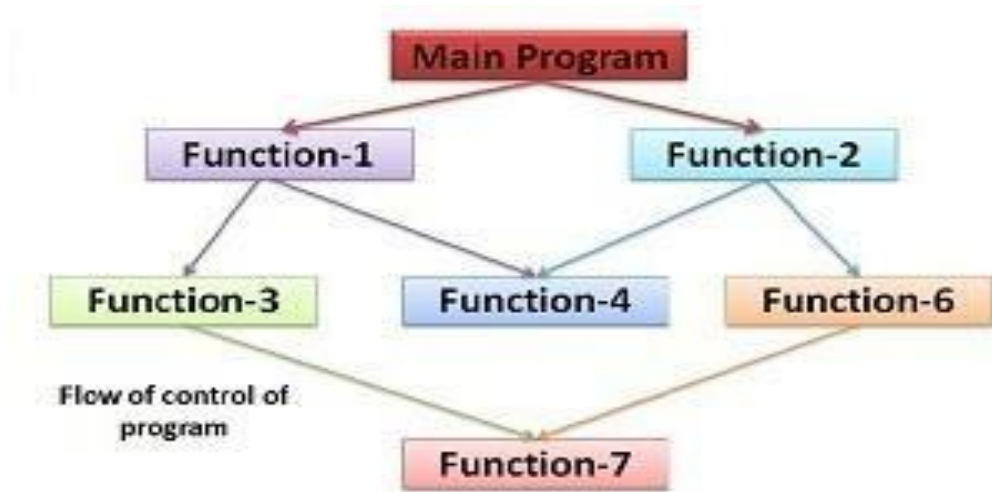 Main Program
Function-1
Function-2
Function-3
Function-4
Function-6
Flow of control of
program
Function-7